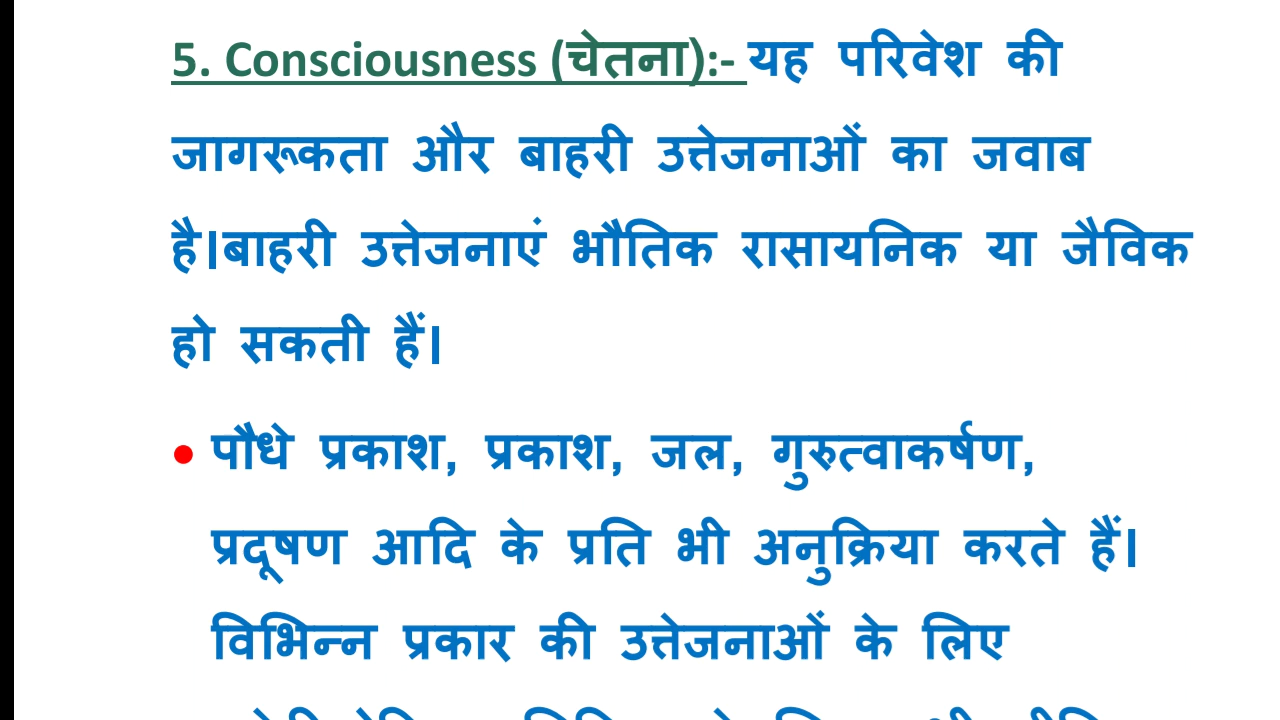 5. Consciousness (चेतना):- यह परिवेश की
जागरूकता और बाहरी उत्तेजनाओं का जवाब
है।बाहरी उत्तेजनाएं भौतिक रासायनिक या जैविक
हो सकती हैं।
• पौधे प्रकाश, प्रकाश, जल, गुरुत्वाकर्षण,
प्रदूषण आदि के प्रति भी अनुक्रिया करते हैं।
विभिन्न प्रकार की उत्तेजनाओं के लिए